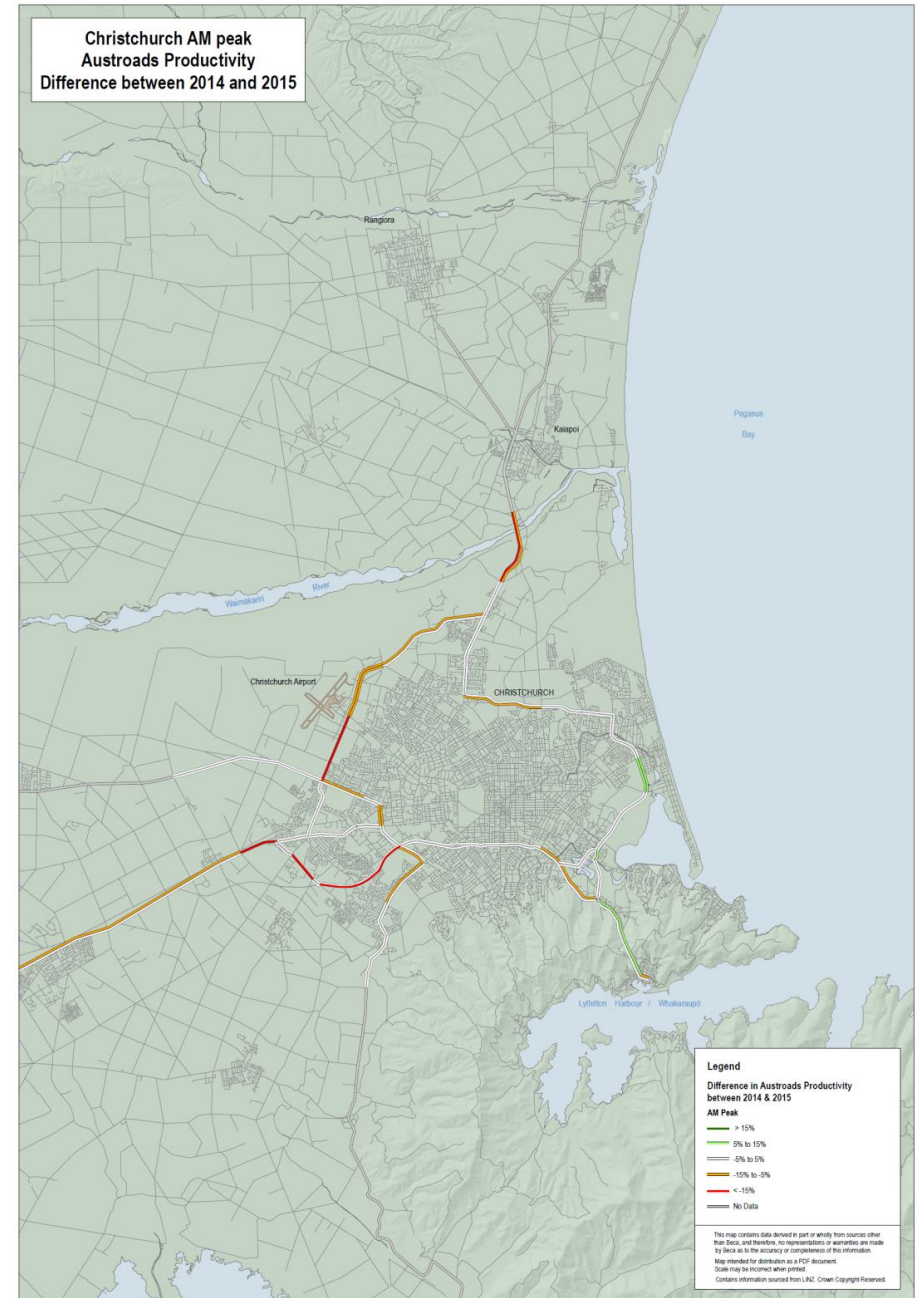 Christchurch AM peak
Austroads Productivity
Difference between 2014 and 2015
Rangiora
Pegasus
Bay
Kaiapoi
Waimakariri River
Christchurch Airport
CHRISTCHURCH
Lyttelton Harbour / Whakaraupō
Legend
Difference in Austroads Productivity
between 2014 & 2015
AM Peak
> 15%
5% to 15%
-5% to 5%
-15% to -5%
< -15%
No Data
This map contains data derived in part or wholly from sources other
than Beca, and therefore, no representations or warranties are made
by Beca as to the accuracy or completeness of this information.
Map intended for distribution as a PDF document.
Scale may be incorrect when printed.
Contains information sourced from LINZ. Crown Copyright Reserved.